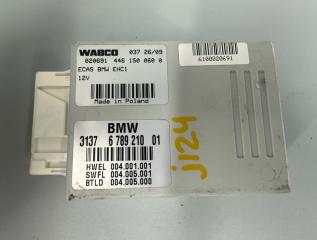 WABCO 037 26/09
020691 446 150 060 0
ECAS BMW EHC1
12V
Made in Poland
6100020691
BMW
3137 6 789 210 01
HWEL 004.001.001
SWFL 004.005.001
BTLD 004.005.000
j124